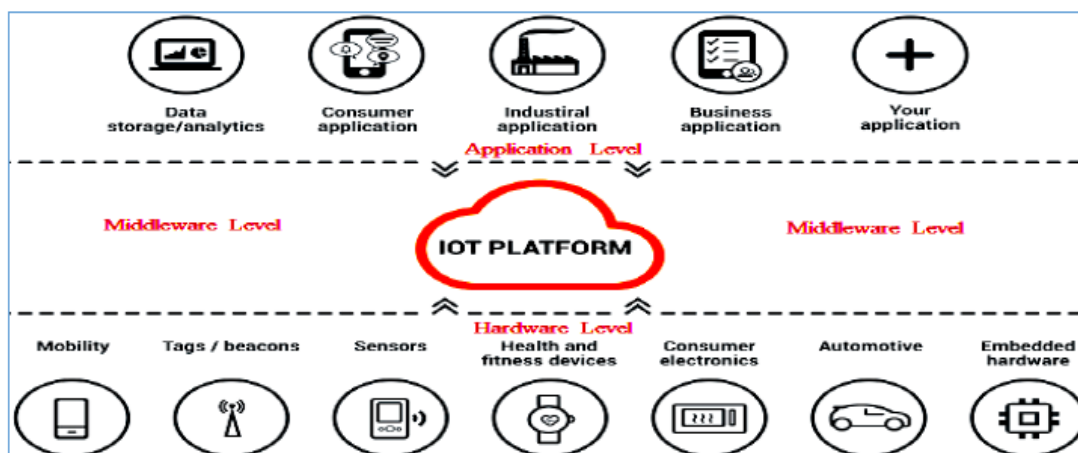 Data
storage/analytics
Consumer
application
Industiral
application
Business
application
Your
application
Application Level
Middleware Level
IOT PLATFORM
Middleware Level
Hardware Level
Mobility
Tags / beacons
Sensors
Health and
fitness devices
Consumer
electronics
Automotive
Embedded
hardware